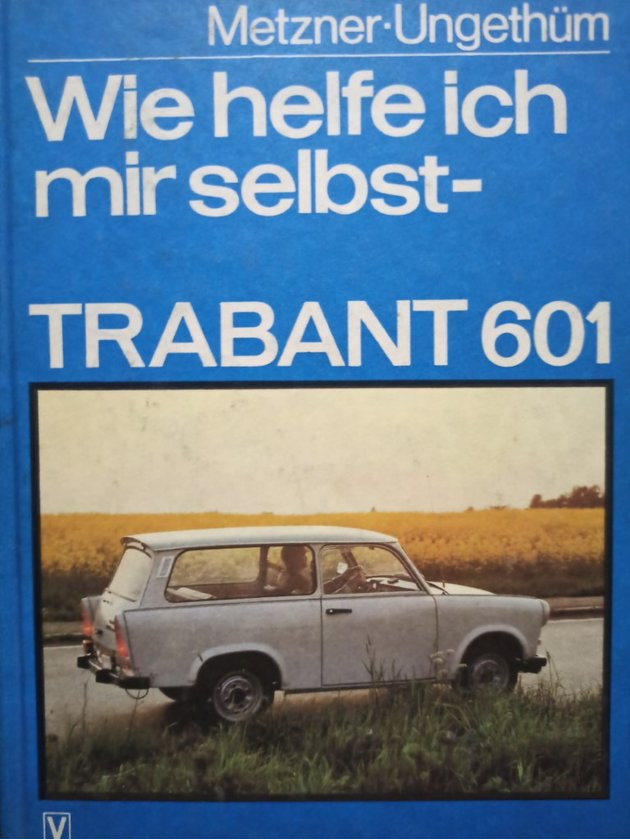 Metzner·Ungethüm
Wie helfe ich
mir selbst-
TRABANT 601
V